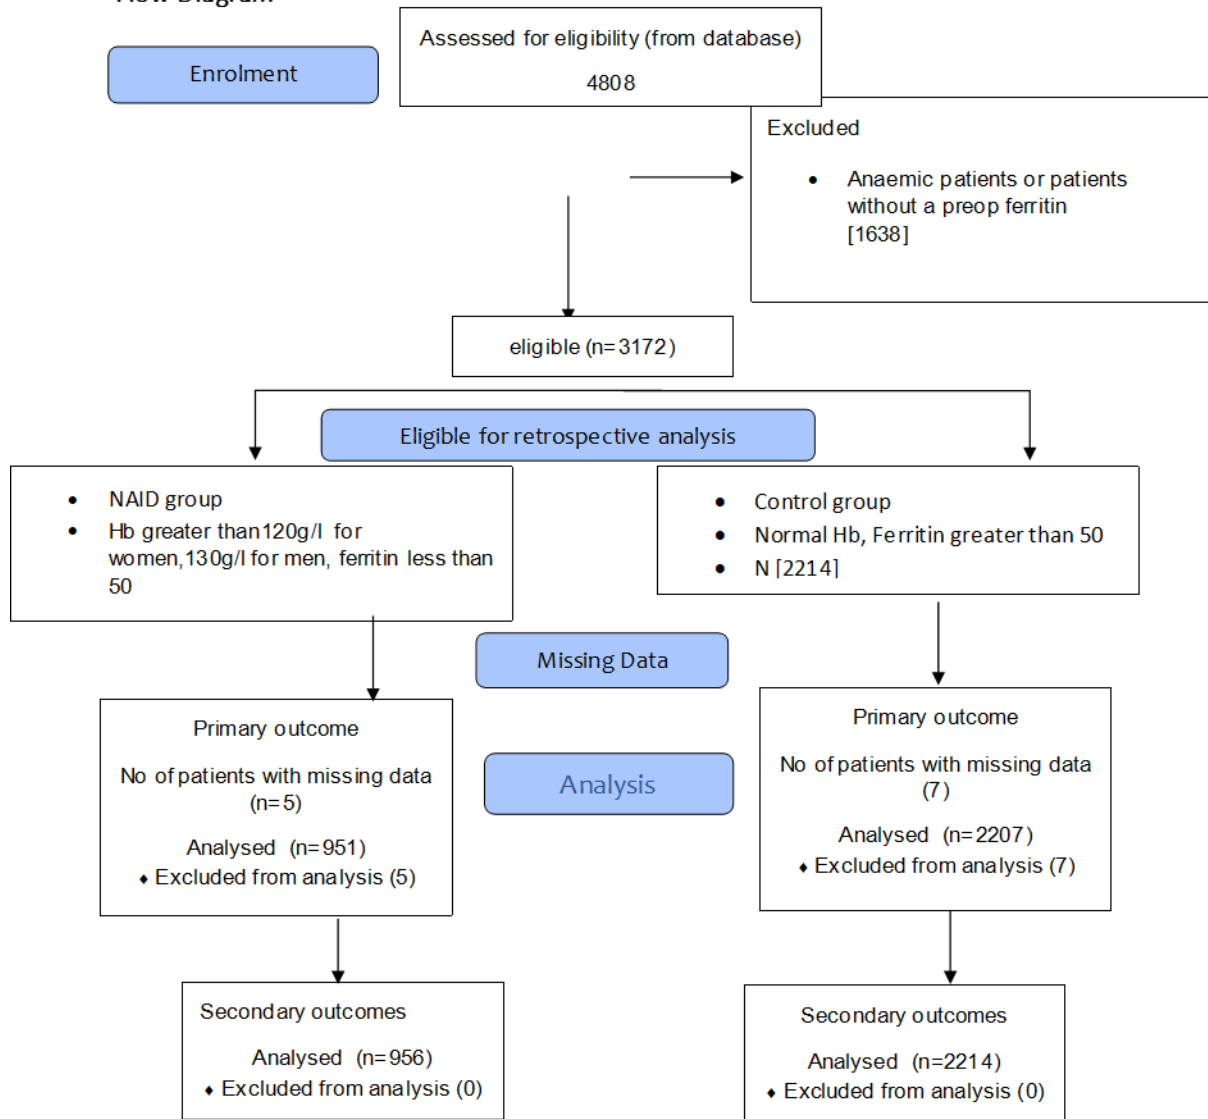 Flow Diagram
Assessed for eligibility (from database)
4808
Enrolment
Excluded
• Anaemic patients or patients
without a preop ferritin
[1638]
eligible (n=3172)
Eligible for retrospective analysis
• NAID group
• Hb greater than120g/l for
women,130g/l for men, ferritin less than
50
• Control group
• Normal Hb, Ferritin greater than 50
• N [2214]
Missing Data
Primary outcome
No of patients with missing data
(n=5)
Analysed (n=951)
♦ Excluded from analysis (5)
Primary outcome
No of patients with missing data
(7)
Analysed (n=2207)
♦ Excluded from analysis (7)
Analysis
Secondary outcomes
Analysed (n=956)
♦ Excluded from analysis (0)
Secondary outcomes
Analysed (n=2214)
♦ Excluded from analysis (0)